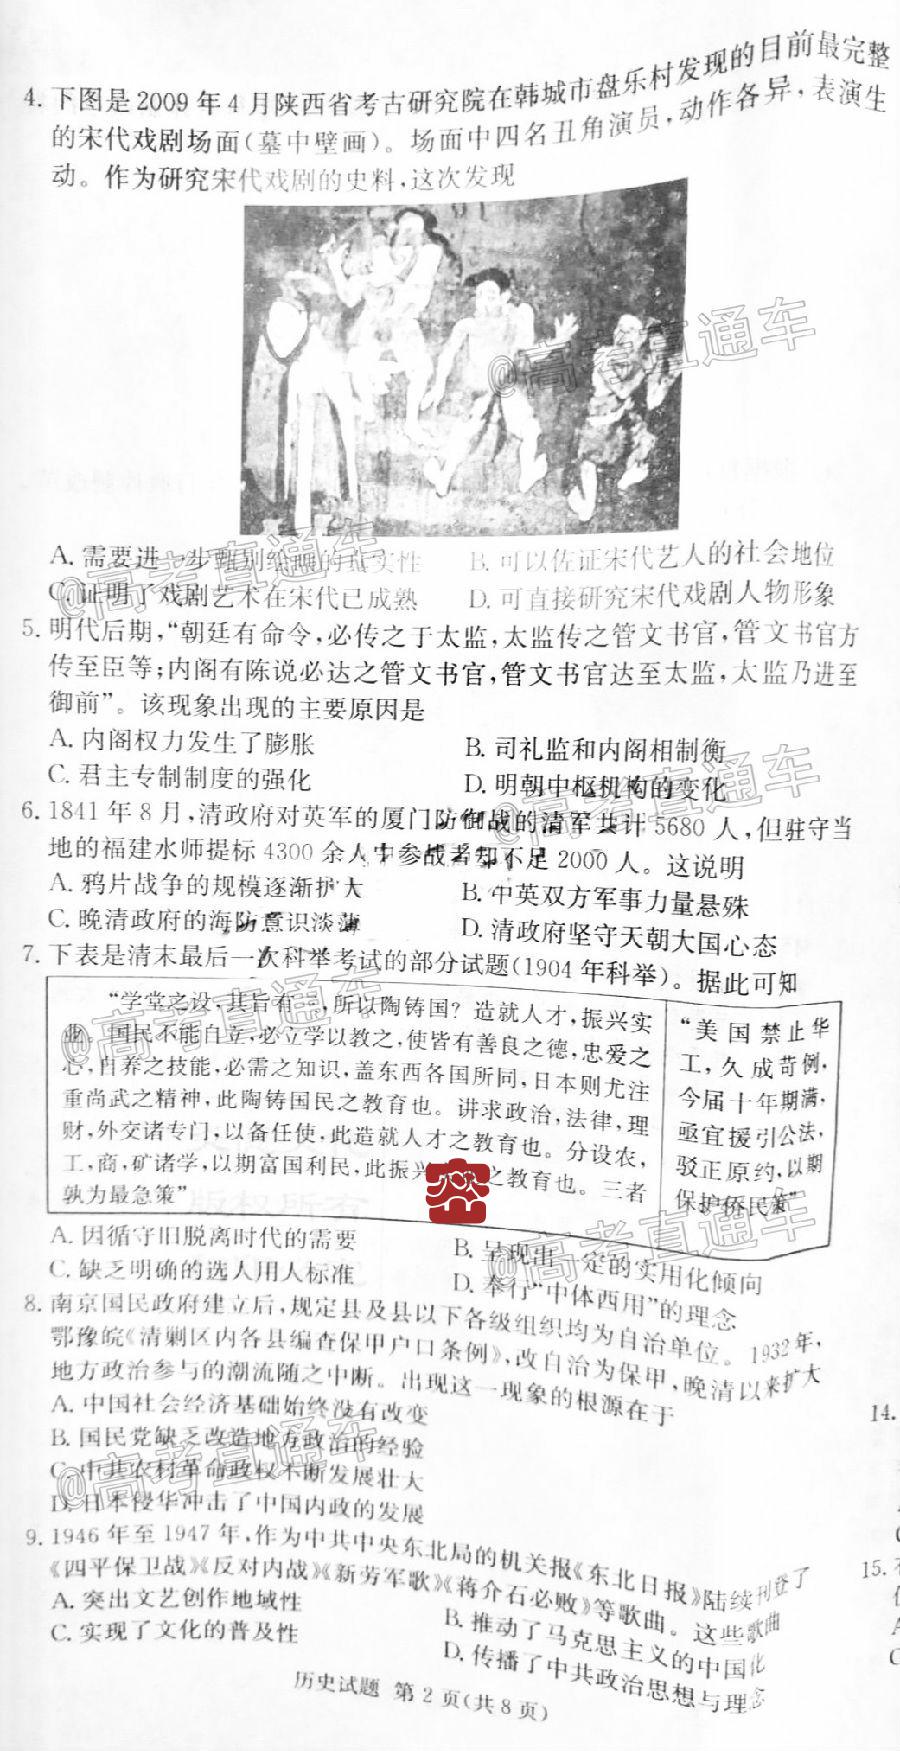 4. 下图是2009年4月陕西省考古研究院在韩城市盘乐村发现的目前最完整
的宋代戏剧场面(墓中壁画)。场面中四名丑角演员,动作各异,表演生
动。作为研究宋代戏剧的史料,这次发现
@高考直通车
A. 需要进一步甄别绘画的真实性 B. 可以佐证宋代艺人的社会地位
@高考直通车
C. 证明了戏剧艺术在宋代已成熟 D. 可直接研究宋代戏剧人物形象
5. 明代后期,“朝廷有命令,必传之于太监,太监传之管文书官,管文书官方
传至臣等;内阁有陈说必达之管文书官,管文书官达至太监,太监乃进至
御前”。该现象出现的主要原因是
A. 内阁权力发生了膨胀 B. 司礼监和内阁相制衡
C. 君主专制制度的强化 D. 明朝中枢机构的变化
@高考直通车
6. 1841年8月,清政府对英军的厦门防御战的清军共计5680人,但驻守当
地的福建水师提标4300余人中参战者却不足2000人。这说明
A. 鸦片战争的规模逐渐扩大 B. 中英双方军事力量悬殊
C. 晚清政府的海防意识淡薄 D. 清政府坚守天朝大国心态
7. 下表是清末最后一次科举考试的部分试题(1904年科举)。据此可知
“学堂之设,其旨有三,所以陶铸国?造就人才,振兴实
业。国民不能自立,必立学以教之,使皆有善良之德,忠爱之
心,自养之技能,必需之知识,盖东西各国所同,日本则尤注
重尚武之精神,此陶铸国民之教育也。讲求政治,法律,理
财,外交诸专门,以备任使,此造就人才之教育也。分设农,
工,商,矿诸学,以期富国利民,此振兴之教育也。三者
孰为最急策”
“美国禁止华
工,久成苛例,
今届十年期满,
亟宜援引公法,
驳正原约,以期
保护侨民策”
@高考直通车
版权所有
@高考直通车
A. 因循守旧脱离时代的需要 B. 呈现出一定的实用化倾向
C. 缺乏明确的选人用人标准 D. 奉行“中体西用”的理念
8. 南京国民政府建立后,规定县及县以下各级组织均为自治单位。1932年,
鄂豫皖《清剿区内各县编查保甲户口条例》,改自治为保甲,晚清以来扩大
地方政治参与的潮流随之中断。出现这一现象的根源在于
A. 中国社会经济基础始终没有改变
B. 国民党缺乏改造地方政治的经验
C. 中共农村革命政权不断发展壮大
D. 日本侵华冲击了中国内政的发展
@高考直通车
9. 1946年至1947年,作为中共中央东北局的机关报《东北日报》陆续刊登了
《四平保卫战》《反对内战》《新劳军歌》《蒋介石必败》等歌曲。这些歌曲
A. 突出文艺创作地域性 B. 推动了马克思主义的中国化
C. 实现了文化的普及性 D. 传播了中共政治思想与理念
历史试题 第2页(共8页)
14.
15.